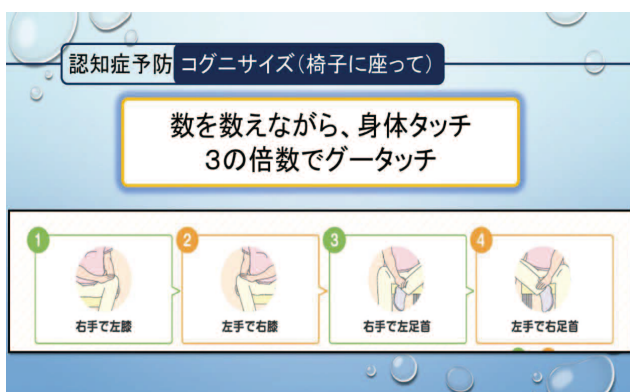 認知症予防 コグニサイズ(椅子に座って)
数を数えながら、身体タッチ
3の倍数でグータッチ
1 2 3 4
右手で左膝 左手で右膝 右手で左足首 左手で右足首